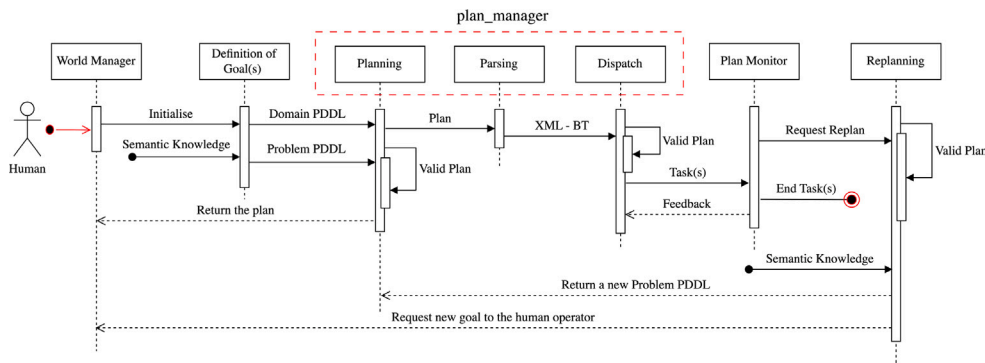 plan_manager
World Manager
Definition of
Goal(s)
Planning
Parsing
Dispatch
Plan Monitor
Replanning
Human
Initialise
Domain PDDL
Plan
XML - BT
Request Replan
Semantic Knowledge
Problem PDDL
Valid Plan
Valid Plan
Valid Plan
Task(s)
End Task(s)
Return the plan
Feedback
Semantic Knowledge
Return a new Problem PDDL
Request new goal to the human operator